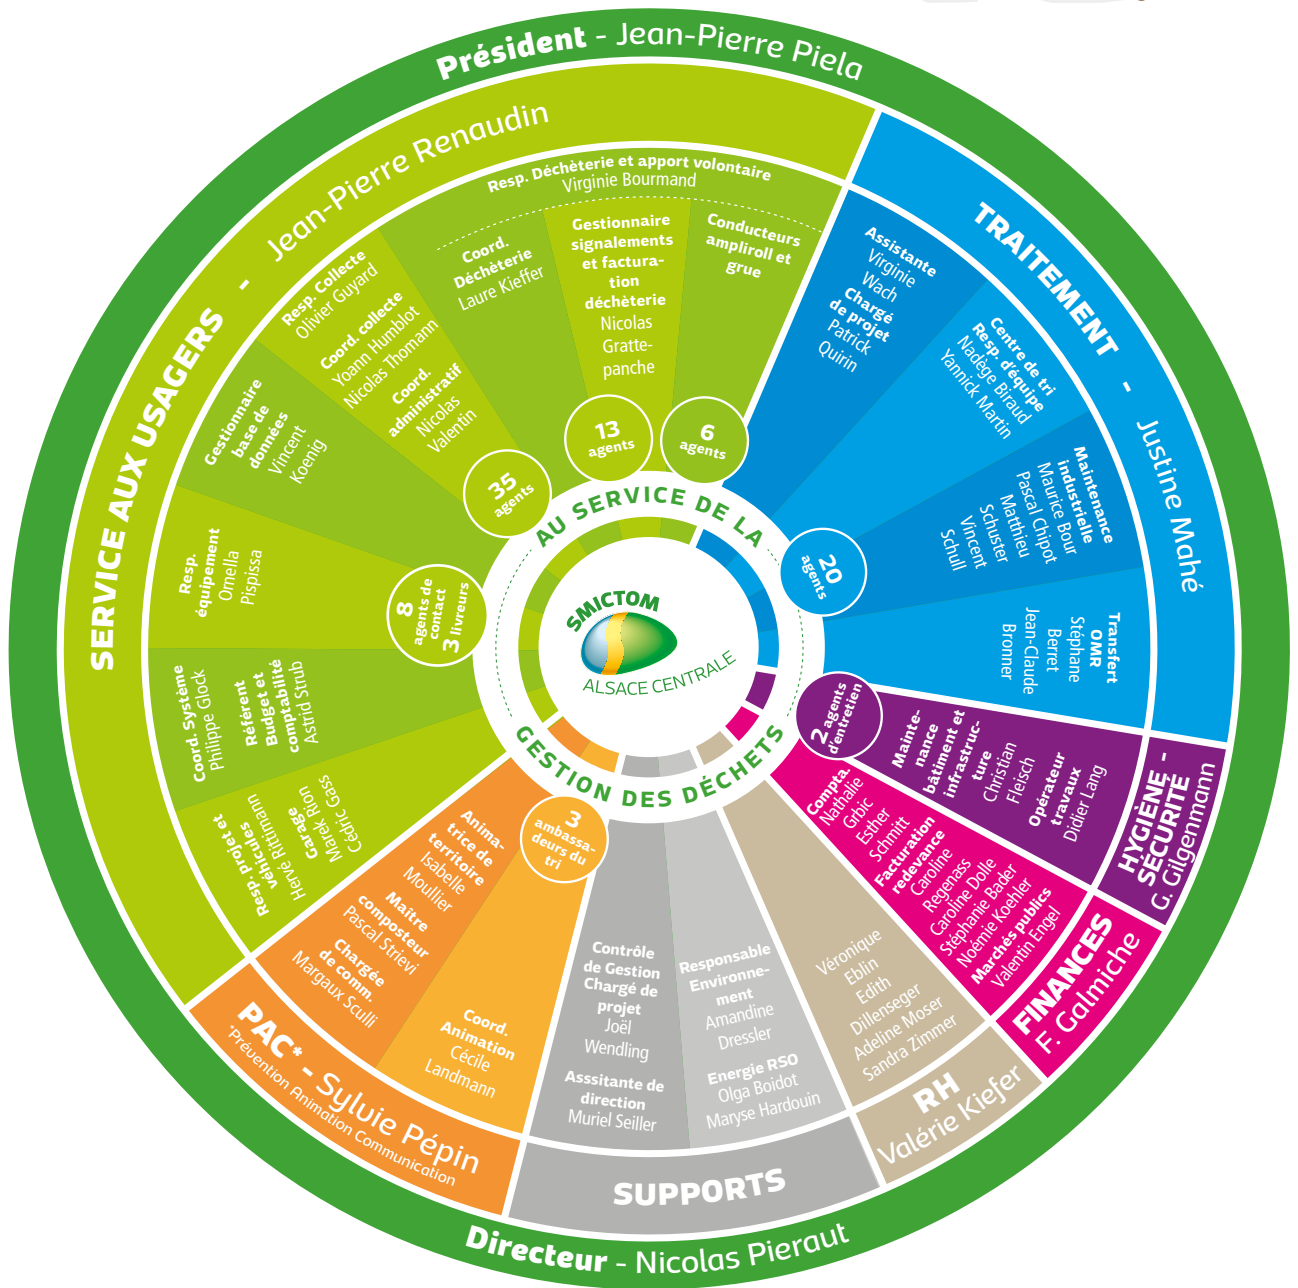 Président - Jean-Pierre Piela
SERVICE AUX USAGERS - Jean-Pierre Renaudin
Resp. Déchèterie et apport volontaire
Virginie Bourmand
Coord.
Déchèterie
Laure Kieffer
Gestionnaire
signalements
et factura-
tion
déchèterie
Nicolas
Gratte-
panche
13
agents
Conducteurs
ampliroll et
grue
6
agents
Resp. Collecte
Olivier Guyard
Coord. collecte
Yoann Humblot
Nicolas Thomann
Coord.
administratif
Nicolas
Valentin
35
agents
Gestionnaire
base de
données
Vincent
Koenig
Resp.
équipement
Ornella
Pispissa
8
agents de
contact
3 livreurs
Coord. Système
Philippe Glock
Référent
Budget et
comptabilité
Astrid Strub
Resp. projet et
véhicules
Hervé Rittimann
Garage
Marek Rion
Cédric Gass
TRAITEMENT - Justine Mahé
Assistante
Virginie
Wach
Chargé
de projet
Patrick
Quirin
Centre de tri
Resp. d'équipe
Nadège Biraud
Yannick Martin
Maintenance
industrielle
Maurice Bour
Pascal Chipot
Matthieu
Schuster
Vincent
Schull
20
agents
Transfert
OMR
Stéphane
Berret
Jean-Claude
Bronner
HYGIÈNE -
SÉCURITÉ
G. Gilgenmann
Mainte-
nance
bâtiment et
infrastruc-
ture
Christian
Fleisch
Opérateur
travaux
Didier Lang
2 agents
d'entretien
FINANCES
F. Galmiche
Compta.
Nathalie
Grbic
Esther
Schmitt
Facturation
redevance
Caroline
Regenass
Caroline Dolle
Stéphanie Bader
Noémie Koehler
Marchés publics
Valentin Engel
RH
Valérie Kiefer
Véronique
Eblin
Edith
Dillenseger
Adeline Moser
Sandra Zimmer
SUPPORTS
Contrôle
de Gestion
Chargé de
projet
Joël
Wendling
Asssitante de
direction
Muriel Seiller
Responsable
Environne-
ment
Amandine
Dressler
Energie RSO
Olga Boidot
Maryse Hardouin
PAC* - Sylvie Pépin
*Prévention Animation Communication
Anima-
trice de
territoire
Isabelle
Moullier
Maître
composteur
Pascal Strievi
Chargée
de comm.
Margaux Sculli
Coord.
Animation
Cécile
Landmann
3
ambassa-
deurs du
tri
AU SERVICE DE LA
GESTION DES DÉCHETS
SMICTOM
ALSACE CENTRALE
Directeur - Nicolas Pieraut